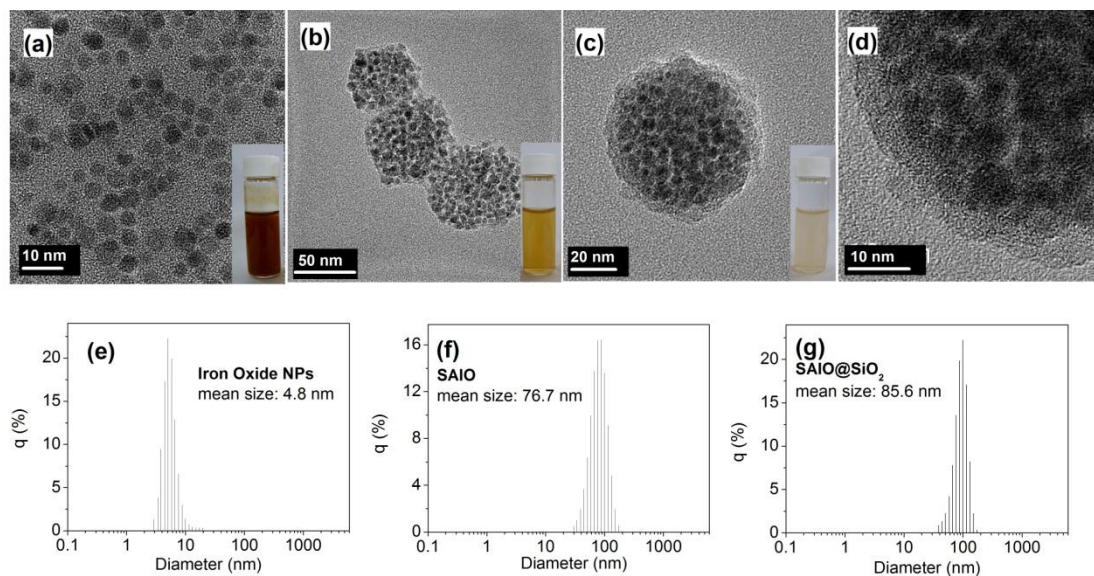 (a)
10 nm
(b)
50 nm
(c)
20 nm
(d)
10 nm
(e)
Iron Oxide NPs
mean size: 4.8 nm
q (%)
20
15
10
5
0
0.1 1 10 100 1000
Diameter (nm)
(f)
SAIO
mean size: 76.7 nm
q (%)
16
12
8
4
0
0.1 1 10 100 1000
Diameter (nm)
(g)
SAIO@SiO₂
mean size: 85.6 nm
q (%)
20
15
10
5
0
0.1 1 10 100 1000
Diameter (nm)